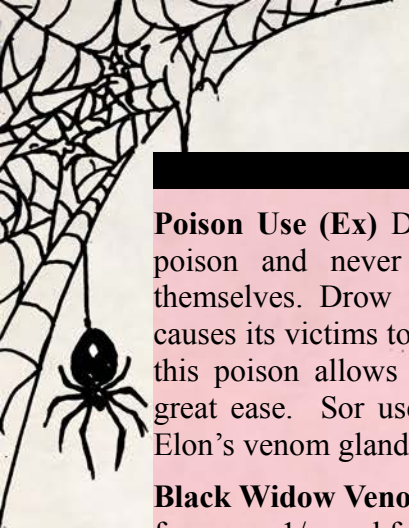 Poison Use (Ex) D
poison and never
themselves. Drow
causes its victims to
this poison allows
great ease. Sor us
Elon's venom gland
Black Widow Veno